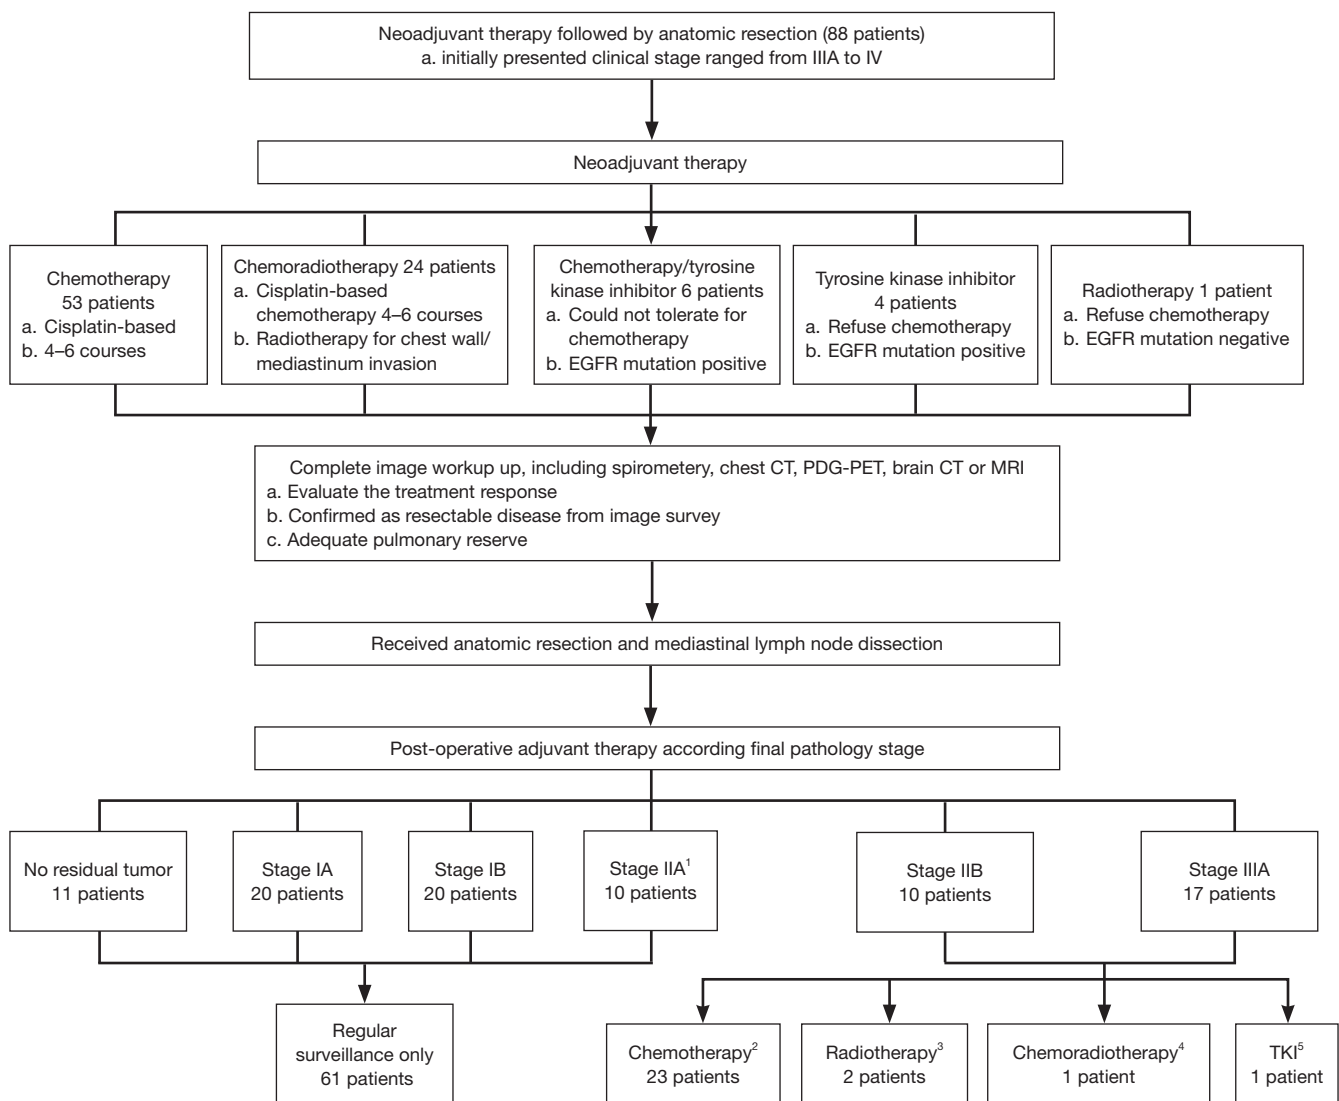 Neoadjuvant therapy followed by anatomic resection (88 patients)
a. initially presented clinical stage ranged from IIIA to IV
Neoadjuvant therapy
Chemotherapy
53 patients
a. Cisplatin-based
b. 4–6 courses
Chemoradiotherapy 24 patients
a. Cisplatin-based
chemotherapy 4–6 courses
b. Radiotherapy for chest wall/
mediastinum invasion
Chemotherapy/tyrosine
kinase inhibitor 6 patients
a. Could not tolerate for
chemotherapy
b. EGFR mutation positive
Tyrosine kinase inhibitor
4 patients
a. Refuse chemotherapy
b. EGFR mutation positive
Radiotherapy 1 patient
a. Refuse chemotherapy
b. EGFR mutation negative
Complete image workup up, including spirometery, chest CT, PDG-PET, brain CT or MRI
a. Evaluate the treatment response
b. Confirmed as resectable disease from image survey
c. Adequate pulmonary reserve
Received anatomic resection and mediastinal lymph node dissection
Post-operative adjuvant therapy according final pathology stage
No residual tumor
11 patients
Stage IA
20 patients
Stage IB
20 patients
Stage IIA¹
10 patients
Stage IIB
10 patients
Stage IIIA
17 patients
Regular
surveillance only
61 patients
Chemotherapy²
23 patients
Radiotherapy³
2 patients
Chemoradiotherapy⁴
1 patient
TKI⁵
1 patient